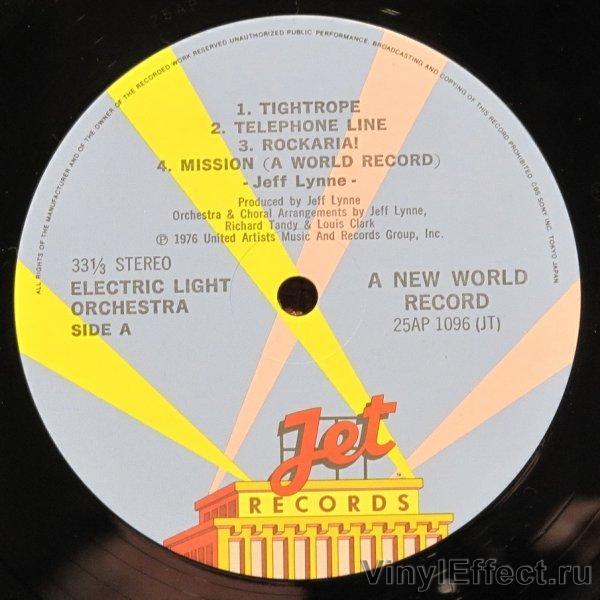 25AP
ALL RIGHTS OF THE MANUFACTURER AND OF THE OWNER OF THE RECORDED WORK RESERVED UNAUTHORIZED PUBLIC PERFORMANCE, BROADCASTING AND COPYING OF THIS RECORD PROHIBITED CBS SONY INC. TOKYO JAPAN
1. TIGHTROPE
2. TELEPHONE LINE
3. ROCKARIA!
4. MISSION (A WORLD RECORD)
- Jeff Lynne -
Produced by Jeff Lynne
Orchestra & Choral Arrangements by Jeff Lynne,
Richard Tandy & Louis Clark
℗ 1976 United Artists Music And Records Group, Inc.
33⅓ STEREO
ELECTRIC LIGHT
ORCHESTRA
SIDE A
A NEW WORLD
RECORD
25AP 1096 (JT)
Jet
TM
RECORDS
VinylEffect.ru